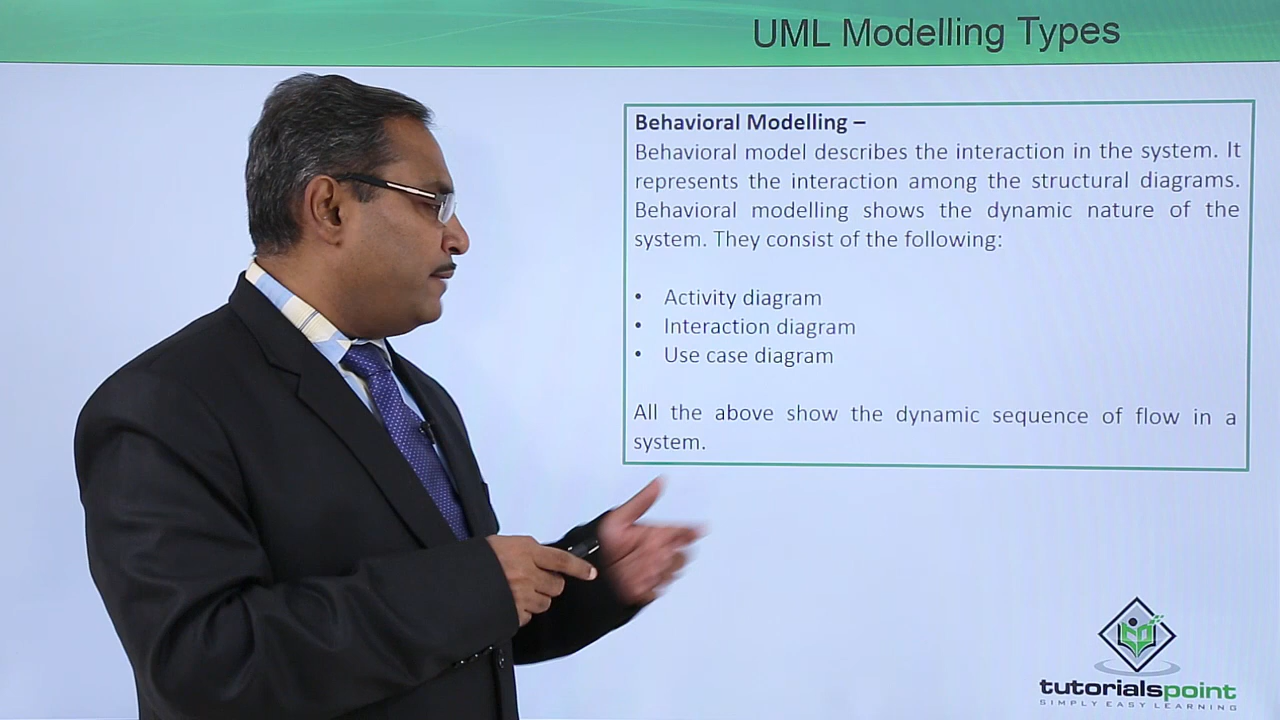 UML Modelling Types
Behavioral Modelling –
Behavioral model describes the interaction in the system. It
represents the interaction among the structural diagrams.
Behavioral modelling shows the dynamic nature of the
system. They consist of the following:
• Activity diagram
• Interaction diagram
• Use case diagram
All the above show the dynamic sequence of flow in a
system.
tutorialspoint
SIMPLY EASY LEARNING